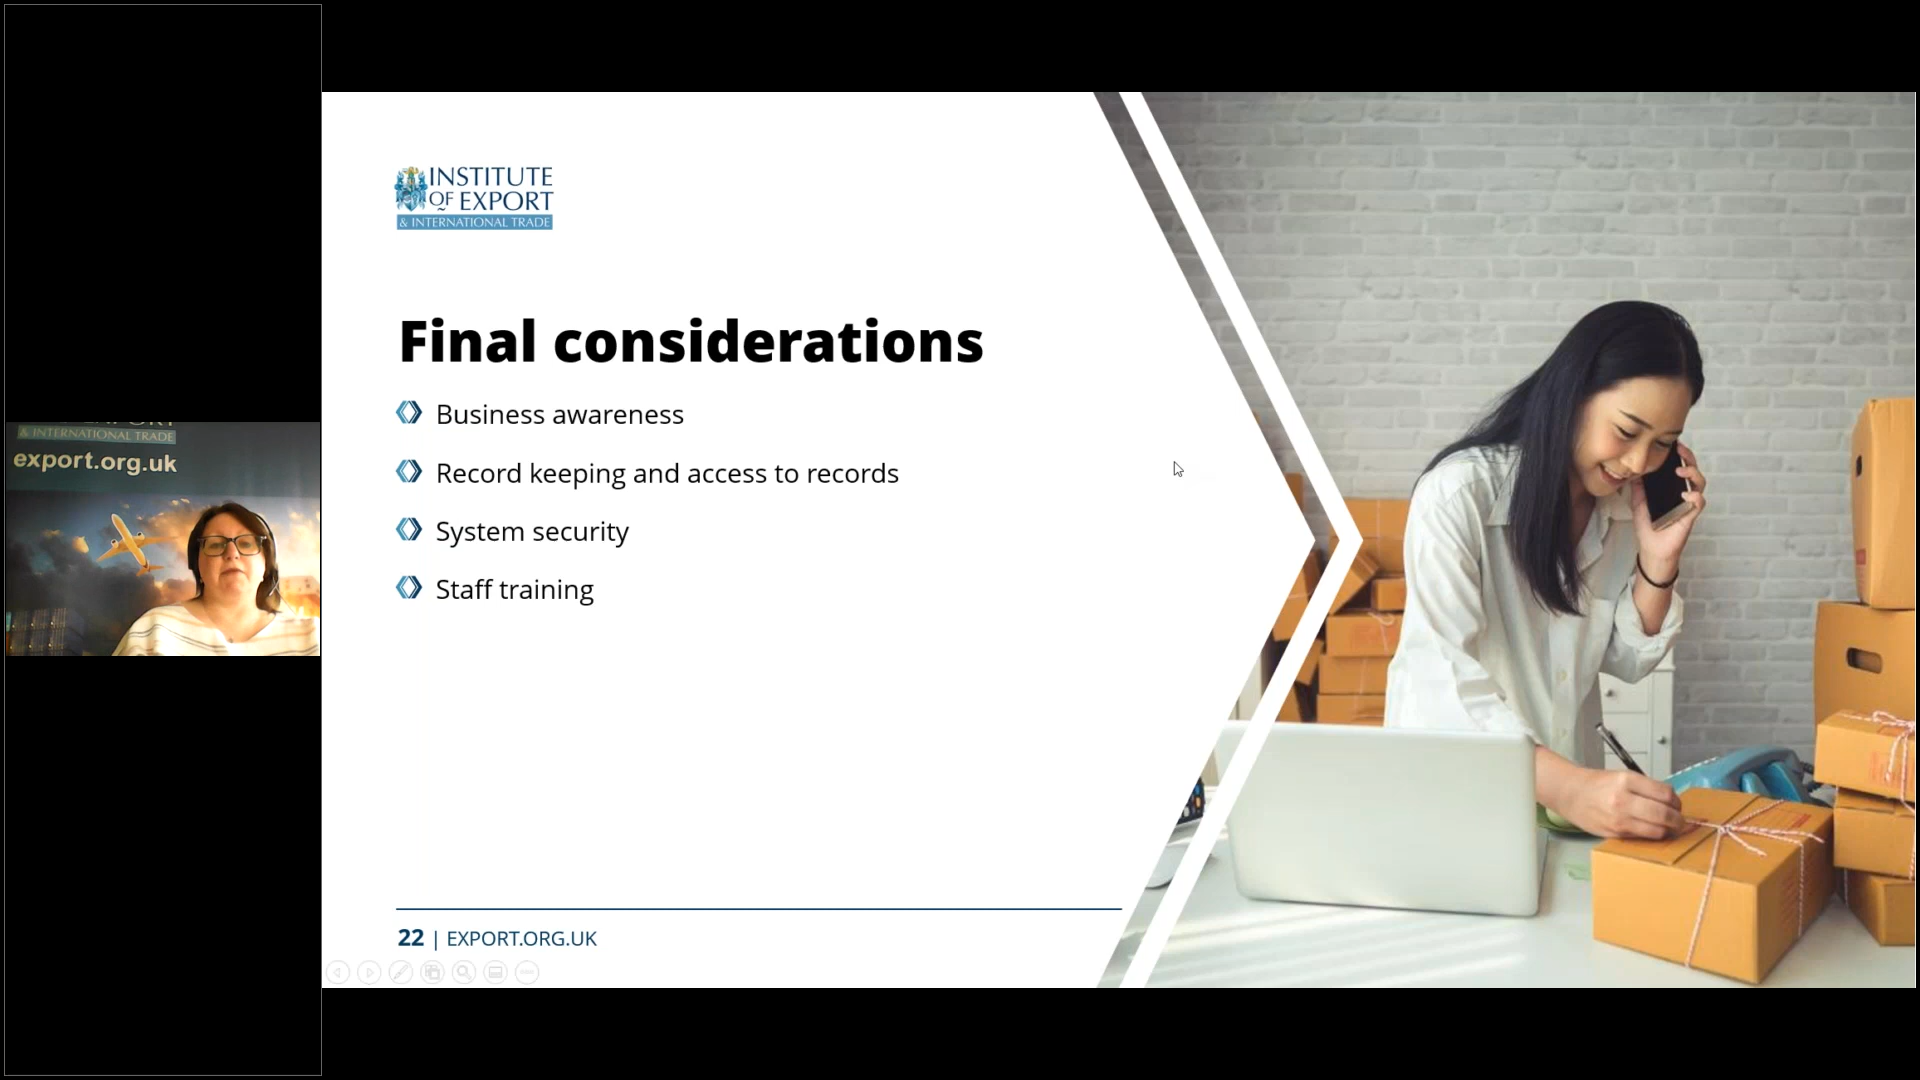 & INTERNATIONAL TRADE
export.org.uk
INSTITUTE
OF EXPORT
& INTERNATIONAL TRADE
Final considerations
Business awareness
Record keeping and access to records
System security
Staff training
22 | EXPORT.ORG.UK